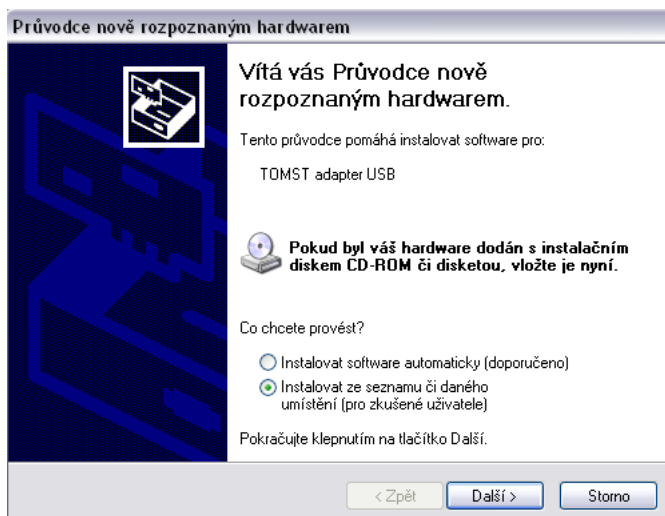 Průvodce nově rozpoznaným hardwarem
Vítá vás Průvodce nově
rozpoznaným hardwarem.
Tento průvodce pomáhá instalovat software pro:
TOMST adapter USB
Pokud byl váš hardware dodán s instalačním
diskem CD-ROM či disketou, vložte je nyní.
Co chcete provést?
Instalovat software automaticky (doporučeno)
Instalovat ze seznamu či daného
umístění (pro zkušené uživatele)
Pokračujte klepnutím na tlačítko Další.
< Zpět
Další >
Storno